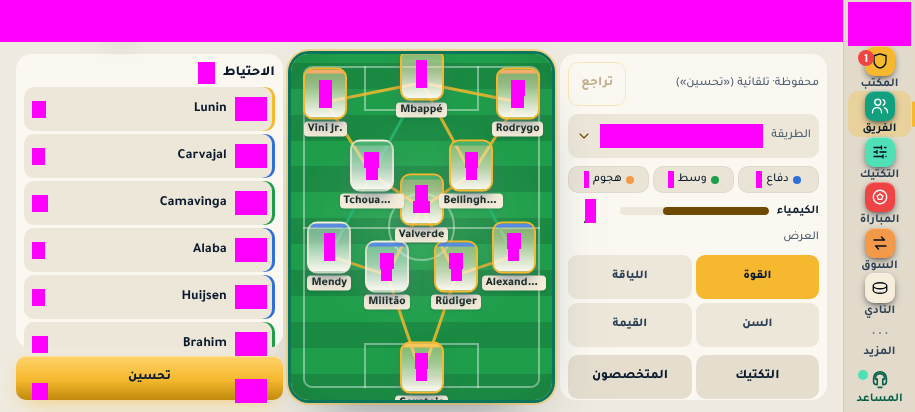 1
المكتب
الفريق
التكتيك
المباراة
السوق
النادي
...
المزيد
المساعد
محفوظة· تلقائية («تحسين»)
تراجع
الطريقة
دفاع
وسط
هجوم
الكيمياء
العرض
القوة
اللياقة
السن
القيمة
التكتيك
المتخصصون
Mbappé
Vini Jr.
Rodrygo
Tchoua...
Bellingh...
Valverde
Mendy
Alexand...
Militão
Rüdiger
الاحتياط
Lunin
Carvajal
Camavinga
Alaba
Huijsen
Brahim
تحسين